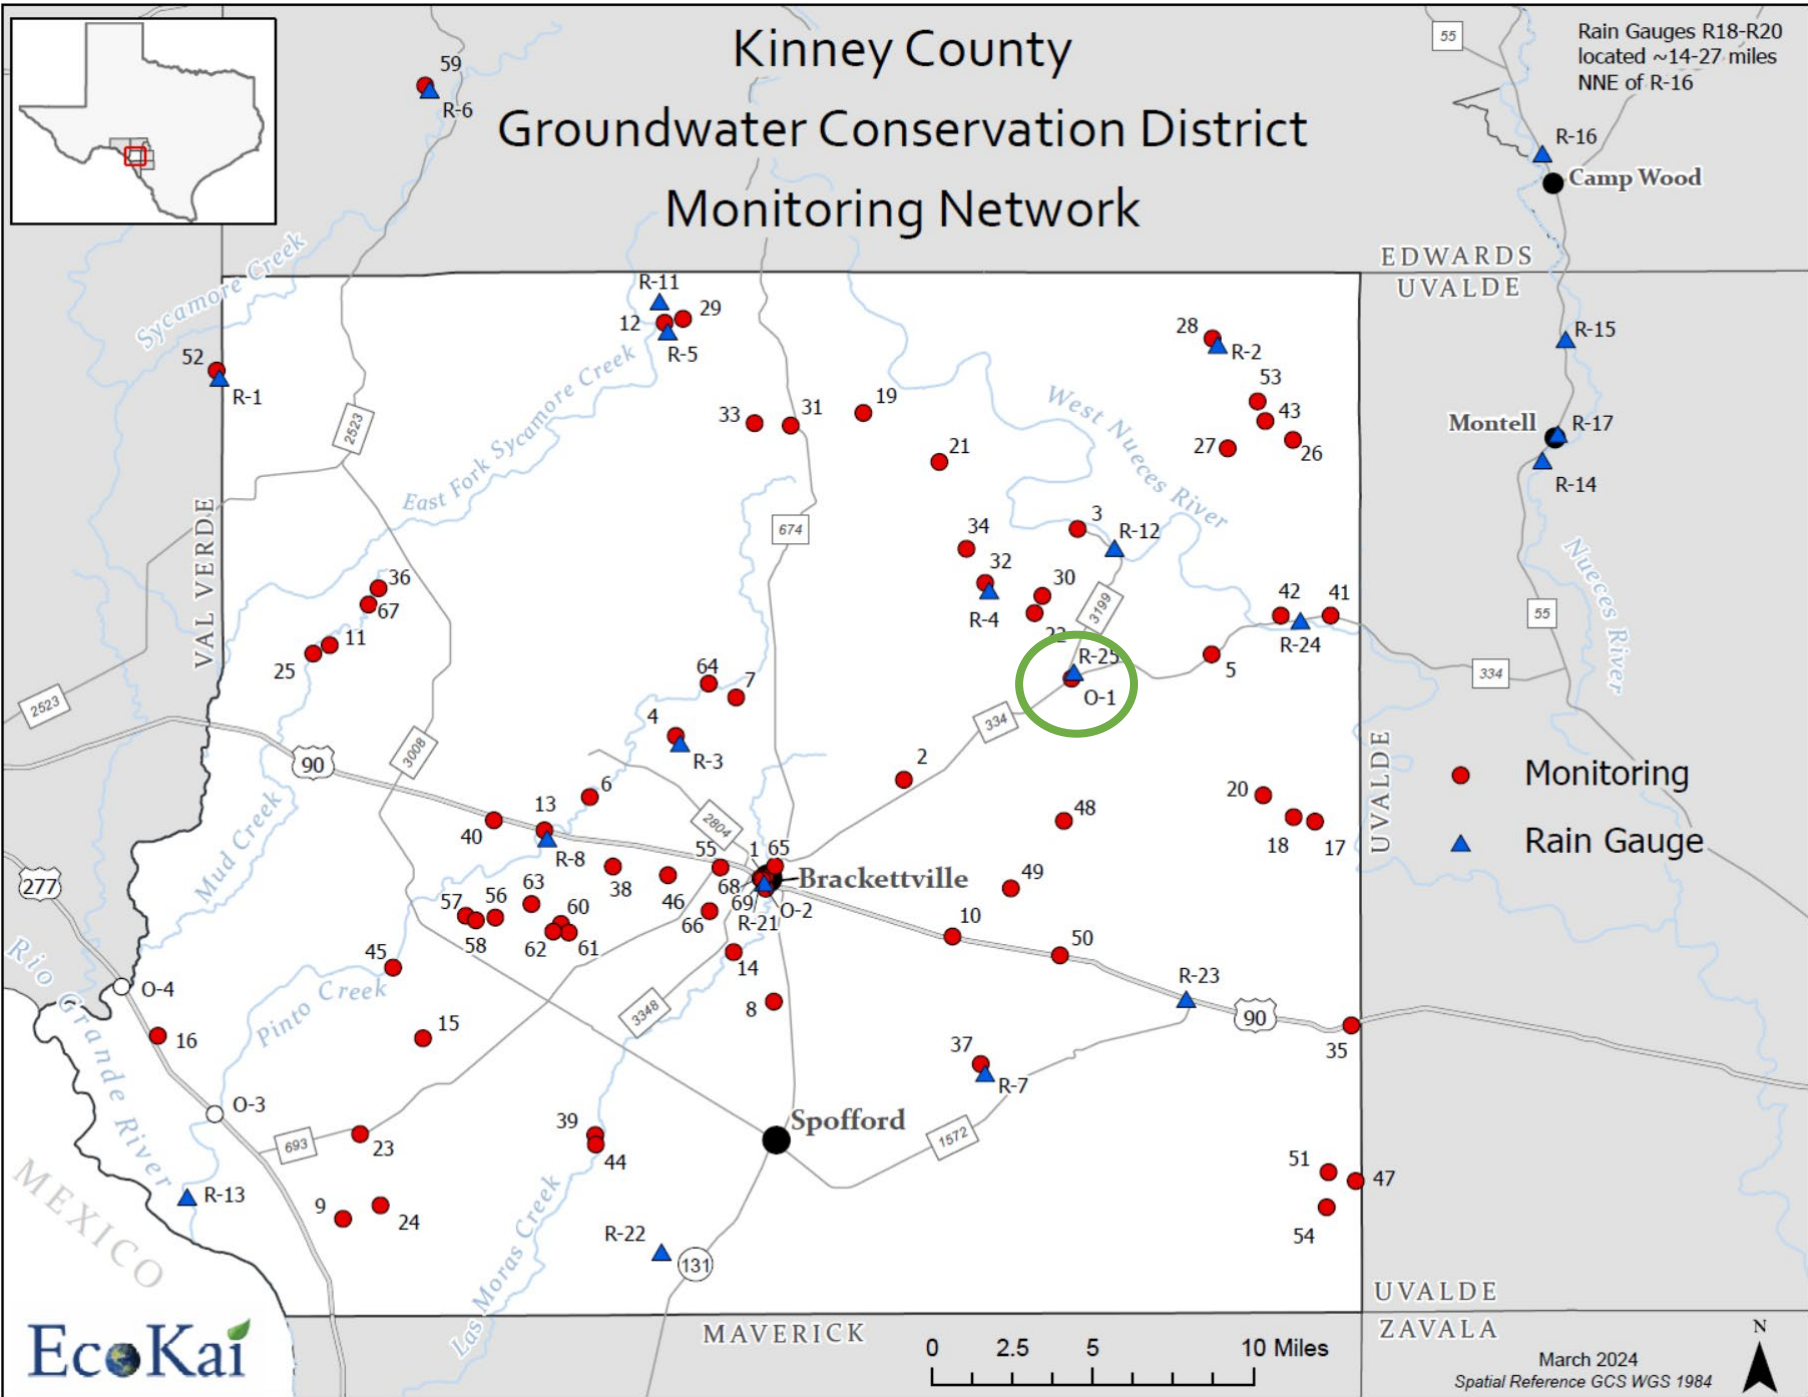 Kinney County
Groundwater Conservation District
Monitoring Network
55
Rain Gauges R18-R20
located ~14-27 miles
NNE of R-16
59
R-6
R-16
Camp Wood
Sycamore Creek
EDWARDS
UVALDE
R-11
12
29
R-5
52
R-1
28
R-2
R-15
53
43
26
27
2523
East Fork Sycamore Creek
33
31
19
21
West Nueces River
Montell
R-17
R-14
674
VAL VERDE
34
3
R-12
32
R-4
30
22
3199
36
67
11
25
42
41
R-24
5
55
Nueces River
334
R-25
O-1
334
2523
64
7
4
R-3
3008
90
6
2
48
20
18
17
UVALDE
Monitoring
Rain Gauge
40
13
R-8
2804
Mud Creek
277
38
46
55
1
65
68
Brackettville
69
O-2
R-21
66
49
57
56
63
60
58
62
61
10
50
45
14
8
R-23
90
35
Rio Grande River
O-4
Pinto Creek
16
15
3348
37
R-7
O-3
693
23
39
44
Spofford
1572
51
47
54
MEXICO
R-13
9
24
Las Moras Creek
R-22
131
UVALDE
ZAVALA
EcoKai
MAVERICK
0 2.5 5 10 Miles
March 2024
Spatial Reference GCS WGS 1984
N